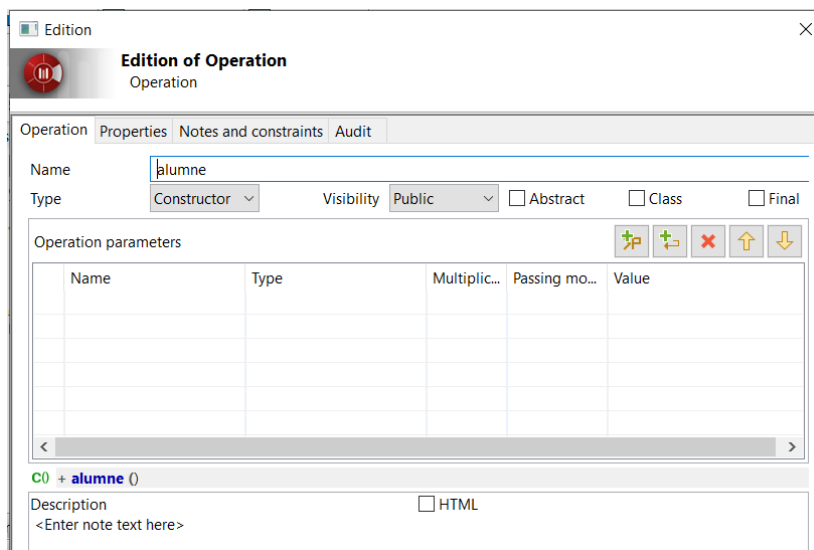 Edition
Edition of Operation
Operation
Operation Properties Notes and constraints Audit
Name alumne
Type Constructor Visibility Public Abstract Class Final
Operation parameters
Name Type Multiplic... Passing mo... Value
C() + alumne ()
Description HTML
<Enter note text here>